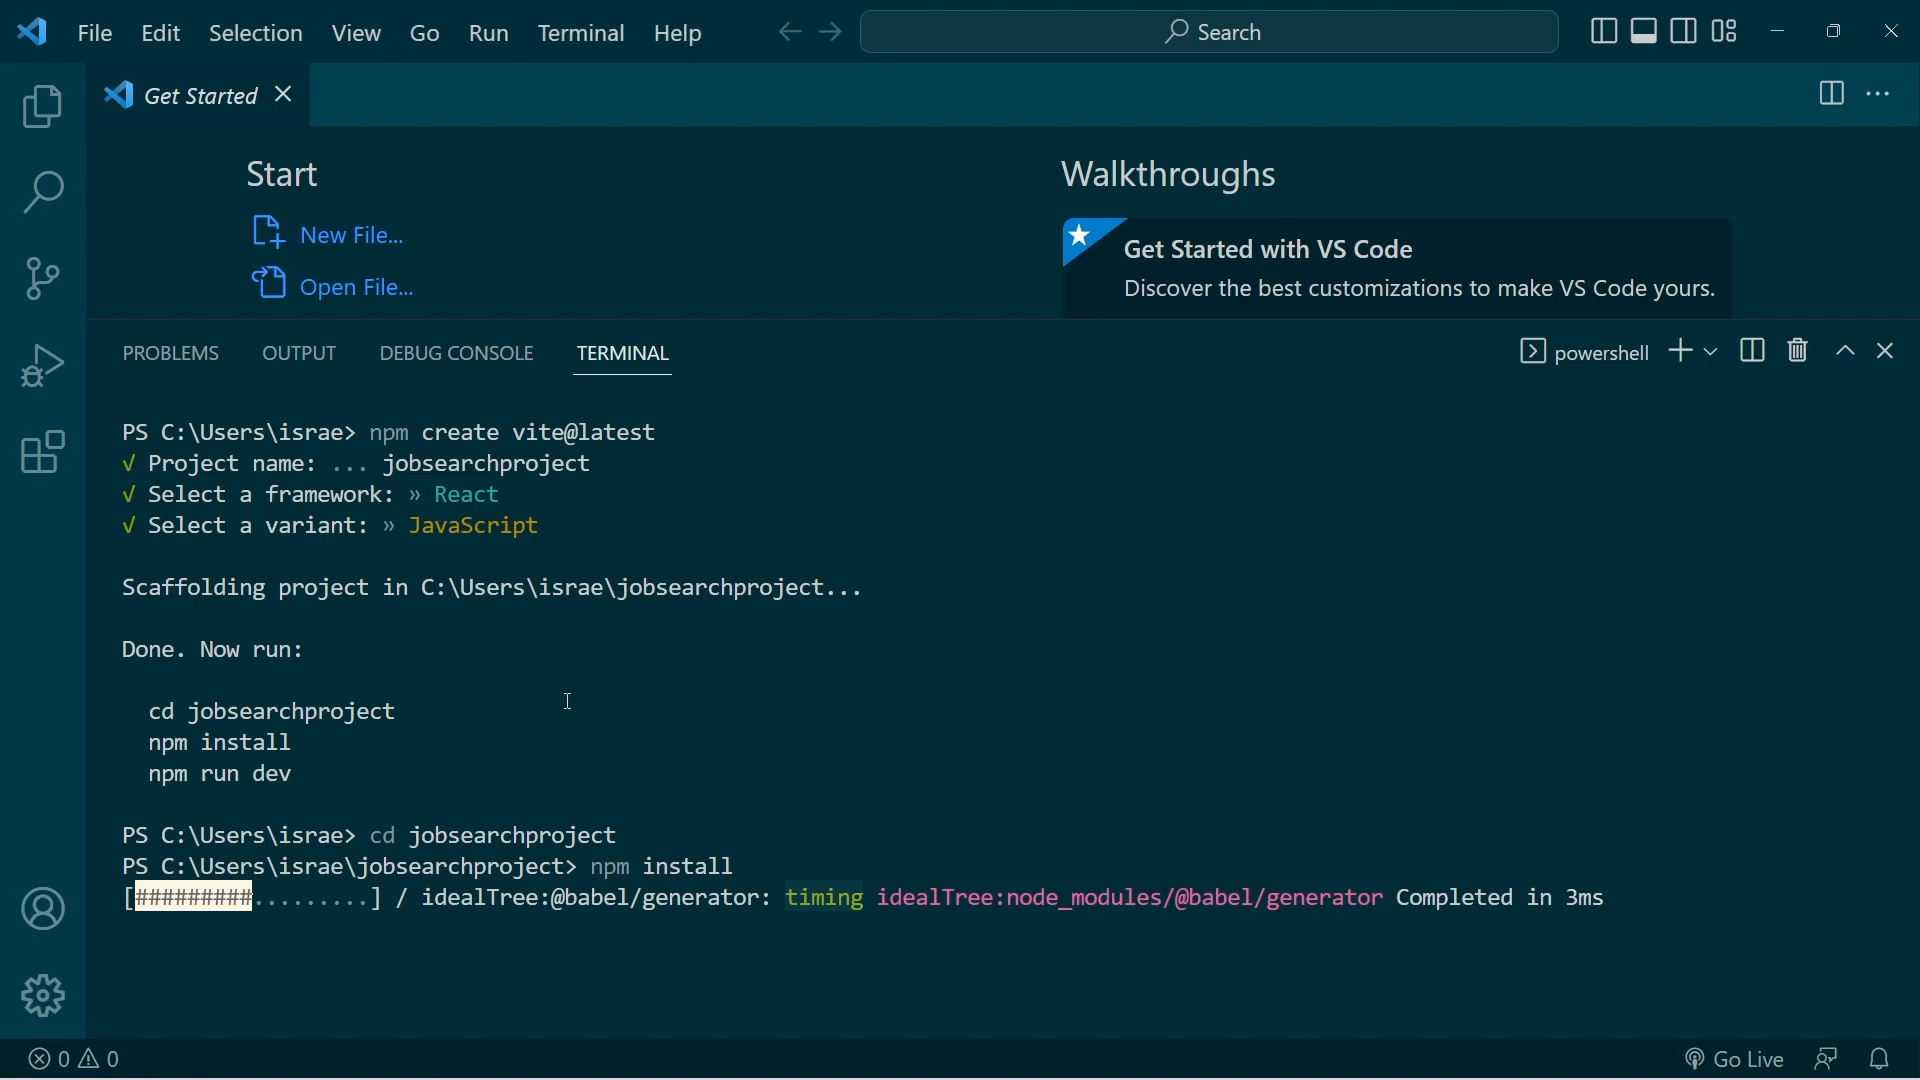 File Edit Selection View Go Run Terminal Help
Search
Get Started
Start
New File...
Open File...
Walkthroughs
Get Started with VS Code
Discover the best customizations to make VS Code yours.
PROBLEMS OUTPUT DEBUG CONSOLE TERMINAL
powershell
PS C:\Users\israe> npm create vite@latest
√ Project name: ... jobsearchproject
√ Select a framework: » React
√ Select a variant: » JavaScript
Scaffolding project in C:\Users\israe\jobsearchproject...
Done. Now run:
cd jobsearchproject
npm install
npm run dev
PS C:\Users\israe> cd jobsearchproject
PS C:\Users\israe\jobsearchproject> npm install
[#########.........] / idealTree:@babel/generator: timing idealTree:node_modules/@babel/generator Completed in 3ms
0 0
Go Live